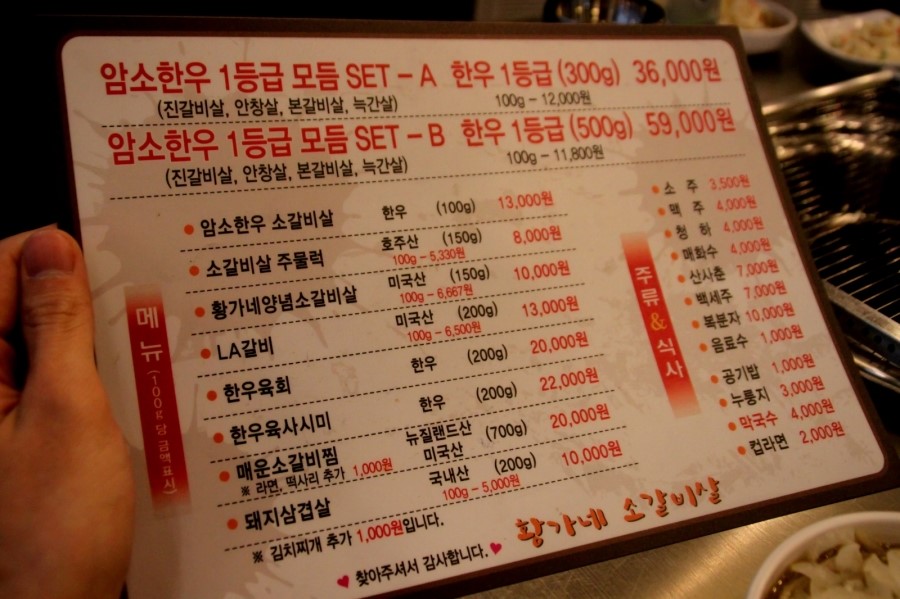 암소한우 1등급 모듬 SET - A 한우 1등급 (300g) 36,000원
(진갈비살, 안창살, 본갈비살, 늑간살) 100g - 12,000원
암소한우 1등급 모듬 SET - B 한우 1등급 (500g) 59,000원
(진갈비살, 안창살, 본갈비살, 늑간살) 100g - 11,800원
메뉴 (100g 당 금액표시)
암소한우 소갈비살 한우 (100g) 13,000원
소갈비살 주물럭 호주산 (150g) 8,000원
100g - 5,330원
황가네양념소갈비살 미국산 (150g) 10,000원
100g - 6,667원
LA갈비 미국산 (200g) 13,000원
100g - 6,500원
한우육회 한우 (200g) 20,000원
한우육사시미 한우 (200g) 22,000원
매운소갈비찜 뉴질랜드산 미국산 (700g) 20,000원
※ 라면, 떡사리 추가 1,000원
돼지삼겹살 국내산 (200g) 10,000원
100g - 5,000원
※ 김치찌개 추가 1,000원입니다.
♥ 찾아주셔서 감사합니다. ♥
주류&식사
소주 3,500원
맥주 4,000원
청하 4,000원
매화수 4,000원
산사춘 7,000원
백세주 7,000원
복분자 10,000원
음료수 1,000원
공기밥 1,000원
누룽지 3,000원
막국수 4,000원
컵라면 2,000원
황가네 소갈비살